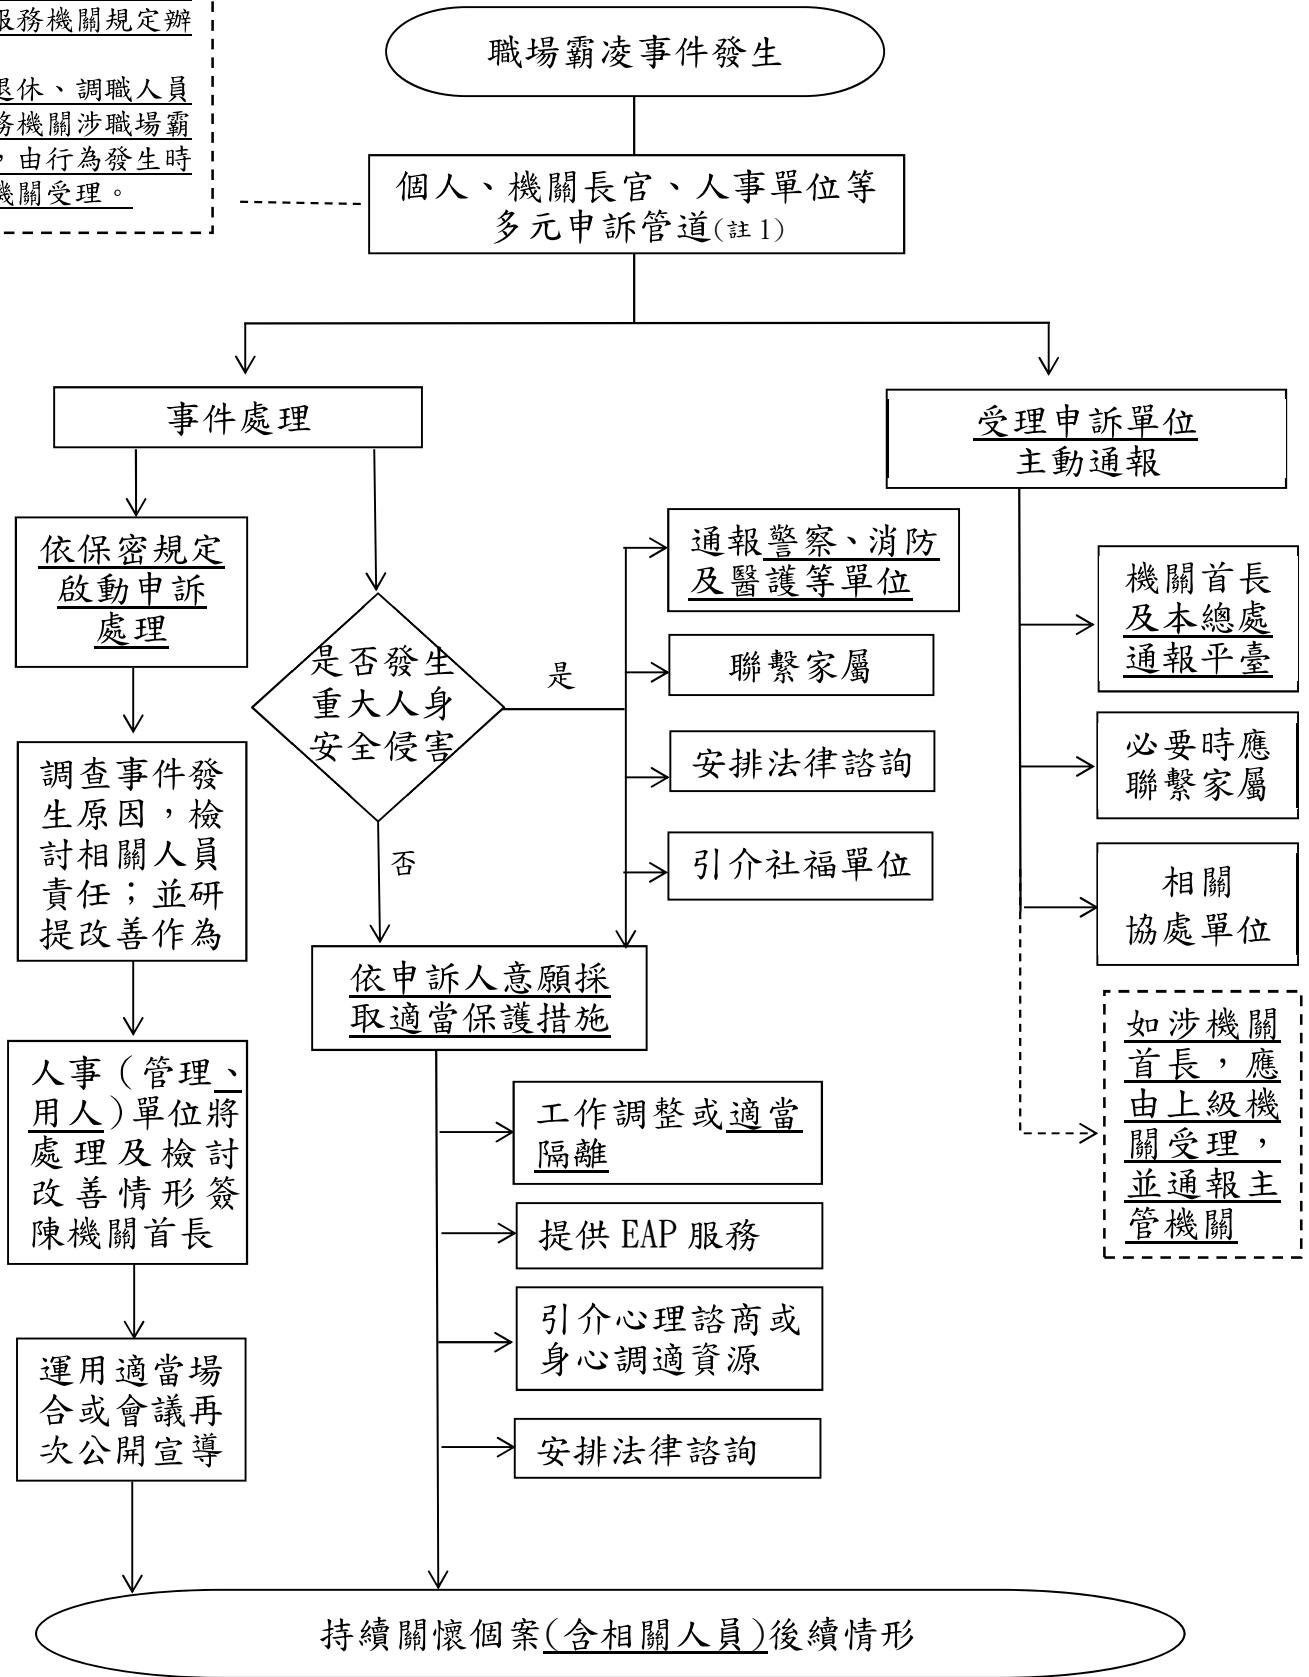 服務機關規定辦
退休、調職人員
務機關涉職場霸
，由行為發生時
機關受理。
職場霸凌事件發生
個人、機關長官、人事單位等
多元申訴管道(註 1)
事件處理
受理申訴單位
主動通報
依保密規定
啟動申訴
處理
調查事件發
生原因，檢
討相關人員
責任；並研
提改善作為
人事（管理、
用人）單位將
處理及檢討
改善情形簽
陳機關首長
運用適當場
合或會議再
次公開宣導
是否發生
重大人身
安全侵害
是
否
通報警察、消防
及醫護等單位
聯繫家屬
安排法律諮詢
引介社福單位
依申訴人意願採
取適當保護措施
工作調整或適當
隔離
提供 EAP 服務
引介心理諮商或
身心調適資源
安排法律諮詢
機關首長
及本總處
通報平臺
必要時應
聯繫家屬
相關
協處單位
如涉機關
首長，應
由上級機
關受理，
並通報主
管機關
持續關懷個案(含相關人員)後續情形